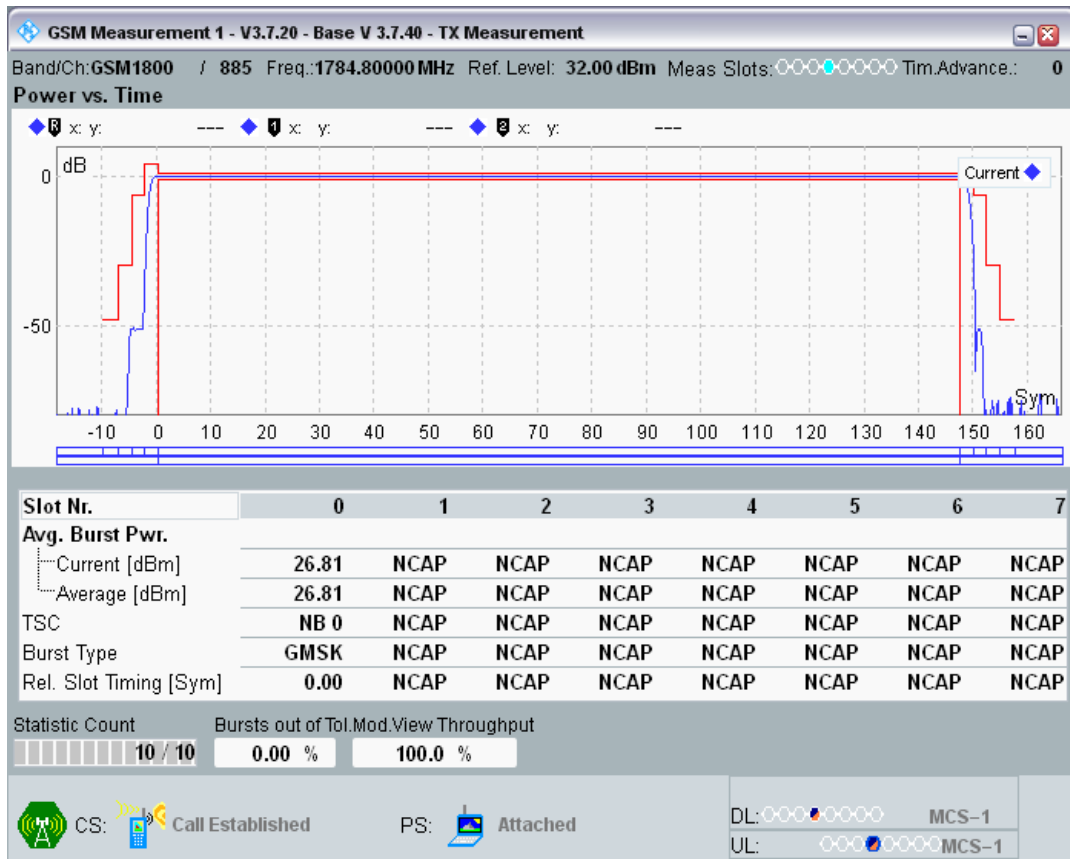 GSM Measurement 1 - V3.7.20 - Base V 3.7.40 - TX Measurement
Band/Ch:GSM1800 / 885 Freq.:1784.80000 MHz Ref. Level: 32.00 dBm Meas Slots: Tim.Advance.: 0
Power vs. Time
R x: y: --- 1 x: y: --- 2 x: y: ---
dB
Current
0
-50
Sym
-10 0 10 20 30 40 50 60 70 80 90 100 110 120 130 140 150 160
Slot Nr. 0 1 2 3 4 5 6 7
Avg. Burst Pwr.
Current [dBm] 26.81 NCAP NCAP NCAP NCAP NCAP NCAP NCAP
Average [dBm] 26.81 NCAP NCAP NCAP NCAP NCAP NCAP NCAP
TSC NB 0 NCAP NCAP NCAP NCAP NCAP NCAP NCAP
Burst Type GMSK NCAP NCAP NCAP NCAP NCAP NCAP NCAP
Rel. Slot Timing [Sym] 0.00 NCAP NCAP NCAP NCAP NCAP NCAP NCAP
Statistic Count Bursts out of Tol.Mod.View Throughput
10 / 10 0.00 % 100.0 %
CS: Call Established PS: Attached
DL: MCS-1
UL: MCS-1